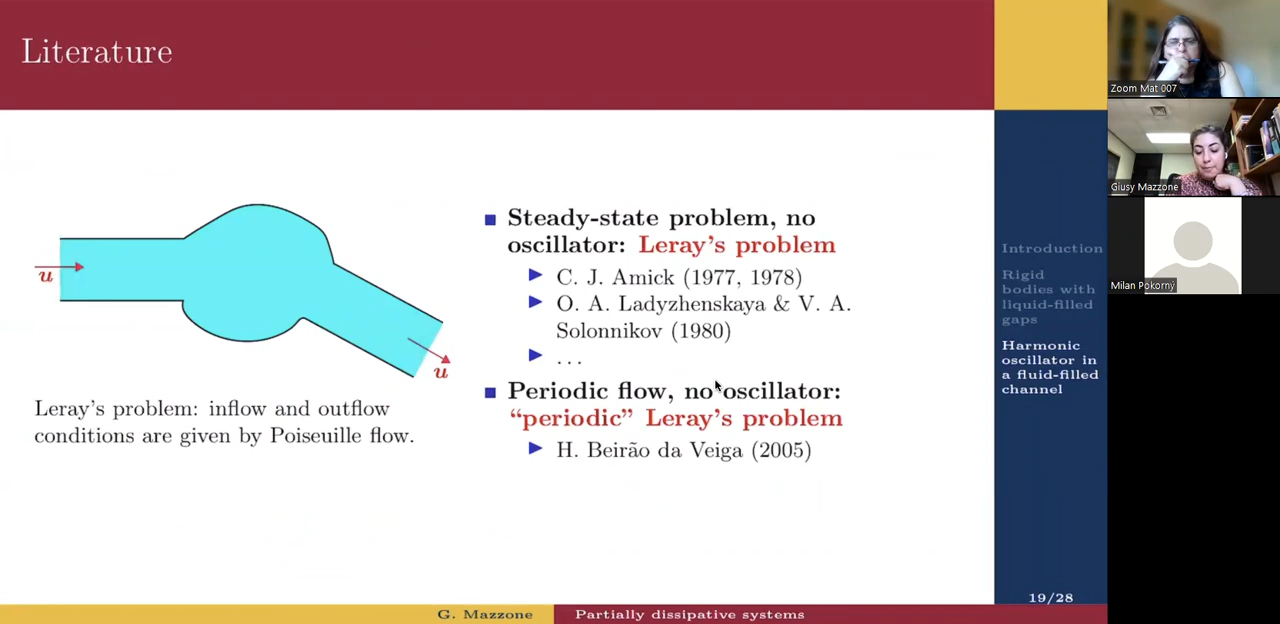 Literature
u
u
Leray's problem: inflow and outflow
conditions are given by Poiseuille flow.
Steady-state problem, no
oscillator: Leray's problem
C. J. Amick (1977, 1978)
O. A. Ladyzhenskaya & V. A.
Solonnikov (1980)
...
Periodic flow, no oscillator:
"periodic" Leray's problem
H. Beirão da Veiga (2005)
Introduction
Rigid
bodies with
liquid-filled
gaps
Harmonic
oscillator in
a fluid-filled
channel
19/28
G. Mazzone
Partially dissipative systems
Zoom Mat 007
Giusy Mazzone
Milan Pokorný